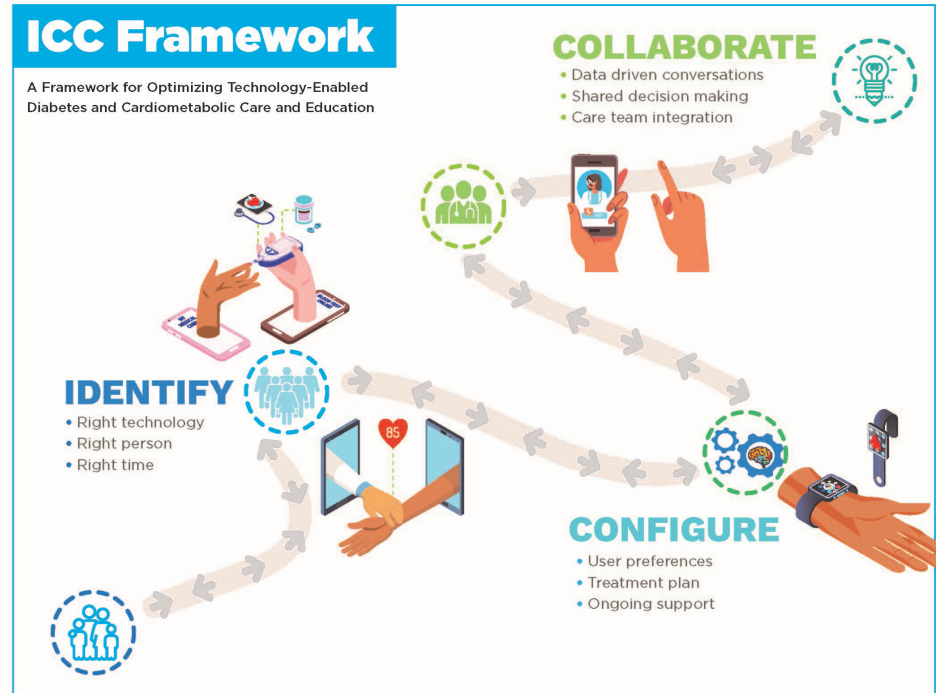 ICC Framework
A Framework for Optimizing Technology-Enabled
Diabetes and Cardiometabolic Care and Education
COLLABORATE
• Data driven conversations
• Shared decision making
• Care team integration
IDENTIFY
• Right technology
• Right person
• Right time
85
CONFIGURE
• User preferences
• Treatment plan
• Ongoing support